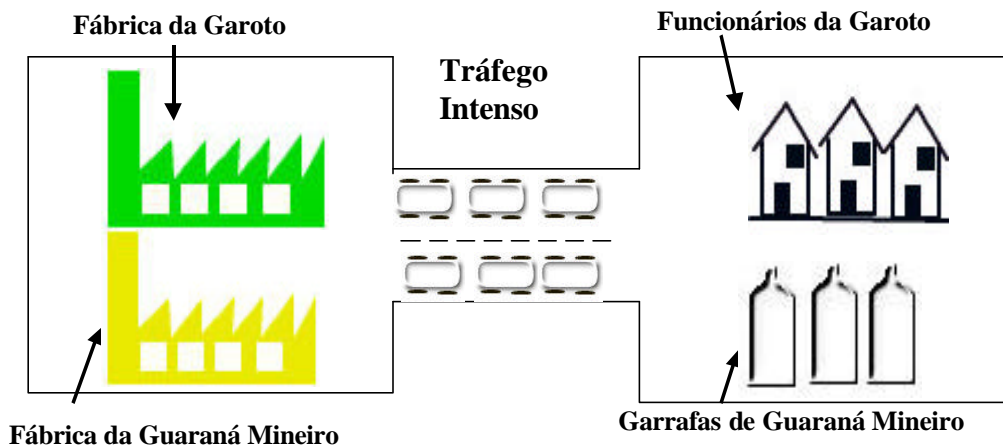 Fábrica da Garoto
Funcionários da Garoto
Tráfego
Intenso
Fábrica da Guaraná Mineiro
Garrafas de Guaraná Mineiro